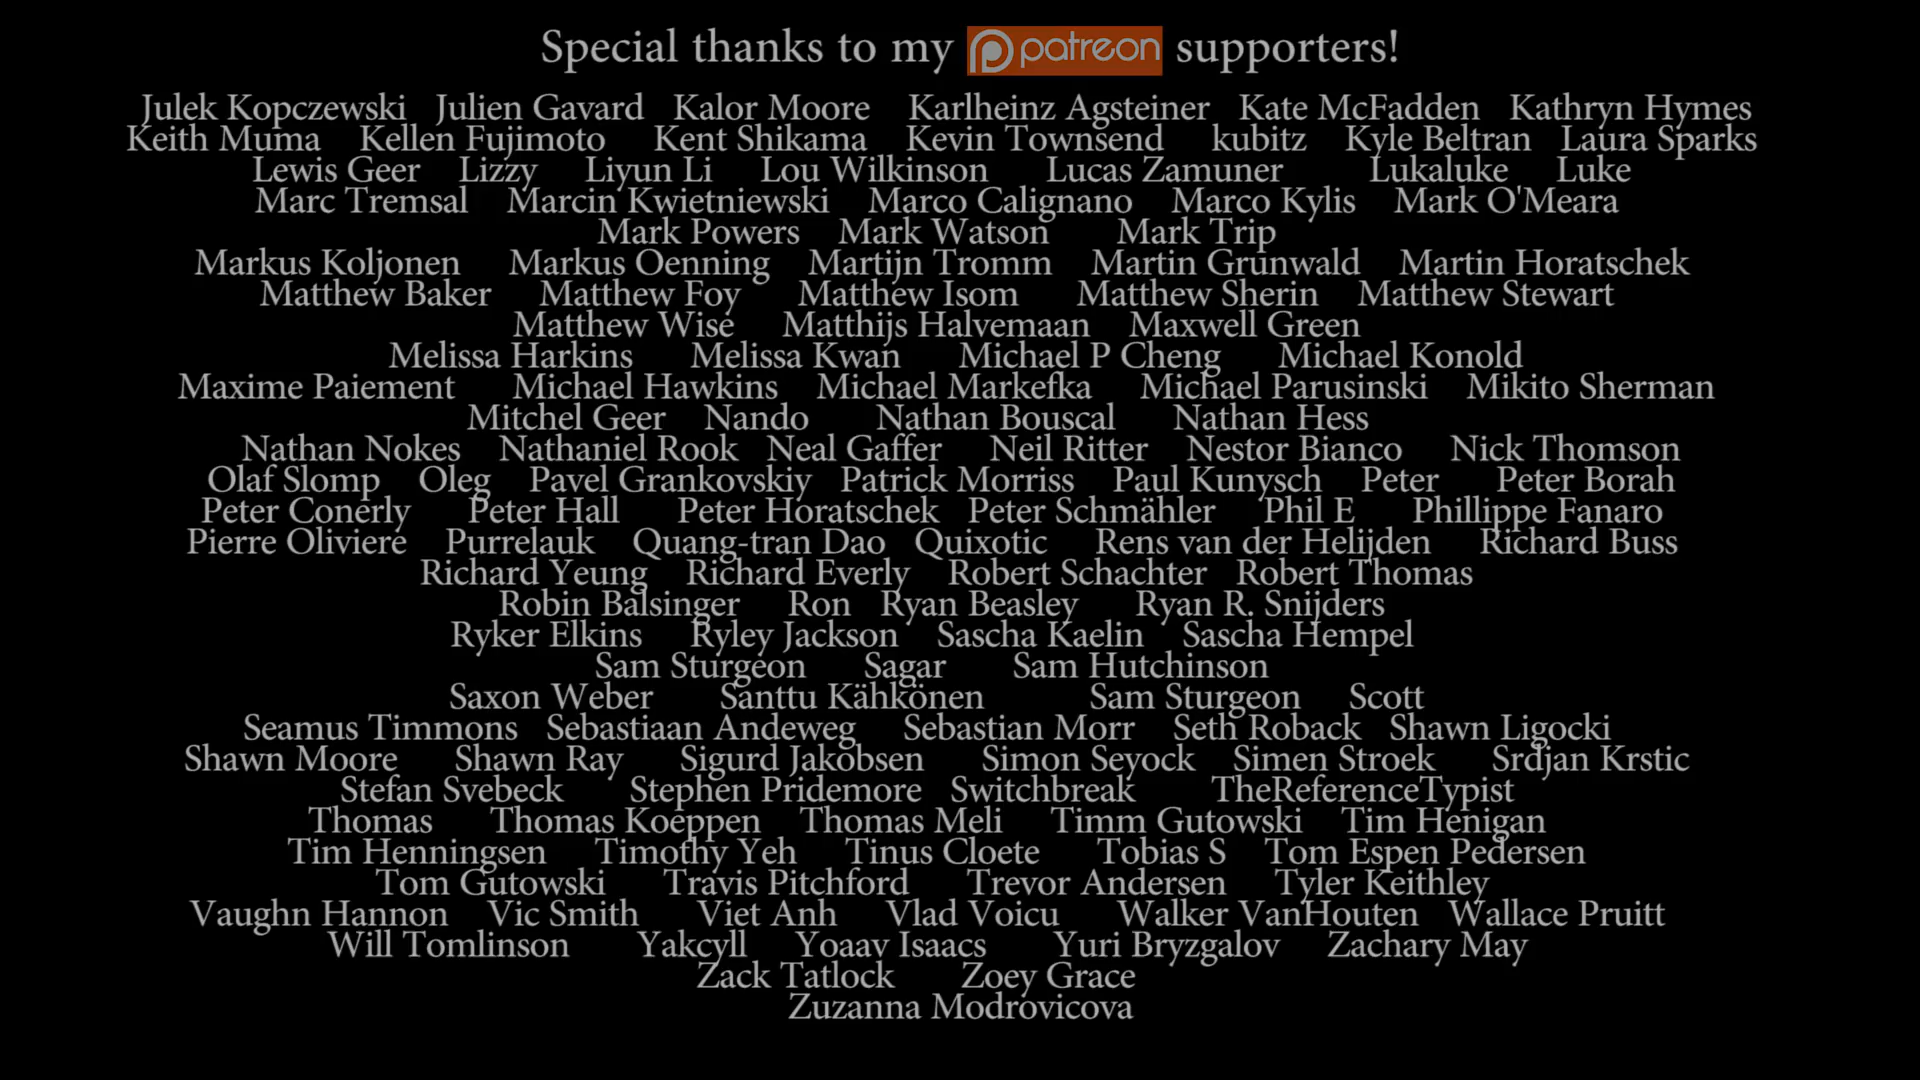 Special thanks to my patreon supporters!
Julek Kopczewski Julien Gavard Kalor Moore Karlheinz Agsteiner Kate McFadden Kathryn Hymes
Keith Muma Kellen Fujimoto Kent Shikama Kevin Townsend kubitz Kyle Beltran Laura Sparks
Lewis Geer Lizzy Liyun Li Lou Wilkinson Lucas Zamuner Lukaluke Luke
Marc Tremsal Marcin Kwietniewski Marco Calignano Marco Kylis Mark O'Meara
Mark Powers Mark Watson Mark Trip
Markus Koljonen Markus Oenning Martijn Tromm Martin Grunwald Martin Horatschek
Matthew Baker Matthew Foy Matthew Isom Matthew Sherin Matthew Stewart
Matthew Wise Matthijs Halvemaan Maxwell Green
Melissa Harkins Melissa Kwan Michael P Cheng Michael Konold
Maxime Paiement Michael Hawkins Michael Markefka Michael Parusinski Mikito Sherman
Mitchel Geer Nando Nathan Bouscal Nathan Hess
Nathan Nokes Nathaniel Rook Neal Gaffer Neil Ritter Nestor Bianco Nick Thomson
Olaf Slomp Oleg Pavel Grankovskiy Patrick Morriss Paul Kunysch Peter Peter Borah
Peter Conerly Peter Hall Peter Horatschek Peter Schmähler Phil E Phillippe Fanaro
Pierre Oliviere Purrelauk Quang-tran Dao Quixotic Rens van der Helijden Richard Buss
Richard Yeung Richard Everly Robert Schachter Robert Thomas
Robin Balsinger Ron Ryan Beasley Ryan R. Snijders
Ryker Elkins Ryley Jackson Sascha Kaelin Sascha Hempel
Sam Sturgeon Sagar Sam Hutchinson
Saxon Weber Santtu Kähkönen Sam Sturgeon Scott
Seamus Timmons Sebastiaan Andeweg Sebastian Morr Seth Roback Shawn Ligocki
Shawn Moore Shawn Ray Sigurd Jakobsen Simon Seyock Simen Stroek Srdjan Krstic
Stefan Svebeck Stephen Pridemore Switchbreak TheReferenceTypist
Thomas Thomas Koeppen Thomas Meli Timm Gutowski Tim Henigan
Tim Henningsen Timothy Yeh Tinus Cloete Tobias S Tom Espen Pedersen
Tom Gutowski Travis Pitchford Trevor Andersen Tyler Keithley
Vaughn Hannon Vic Smith Viet Anh Vlad Voicu Walker VanHouten Wallace Pruitt
Will Tomlinson Yakcyll Yoaav Isaacs Yuri Bryzgalov Zachary May
Zack Tatlock Zoey Grace
Zuzanna Modrovicova